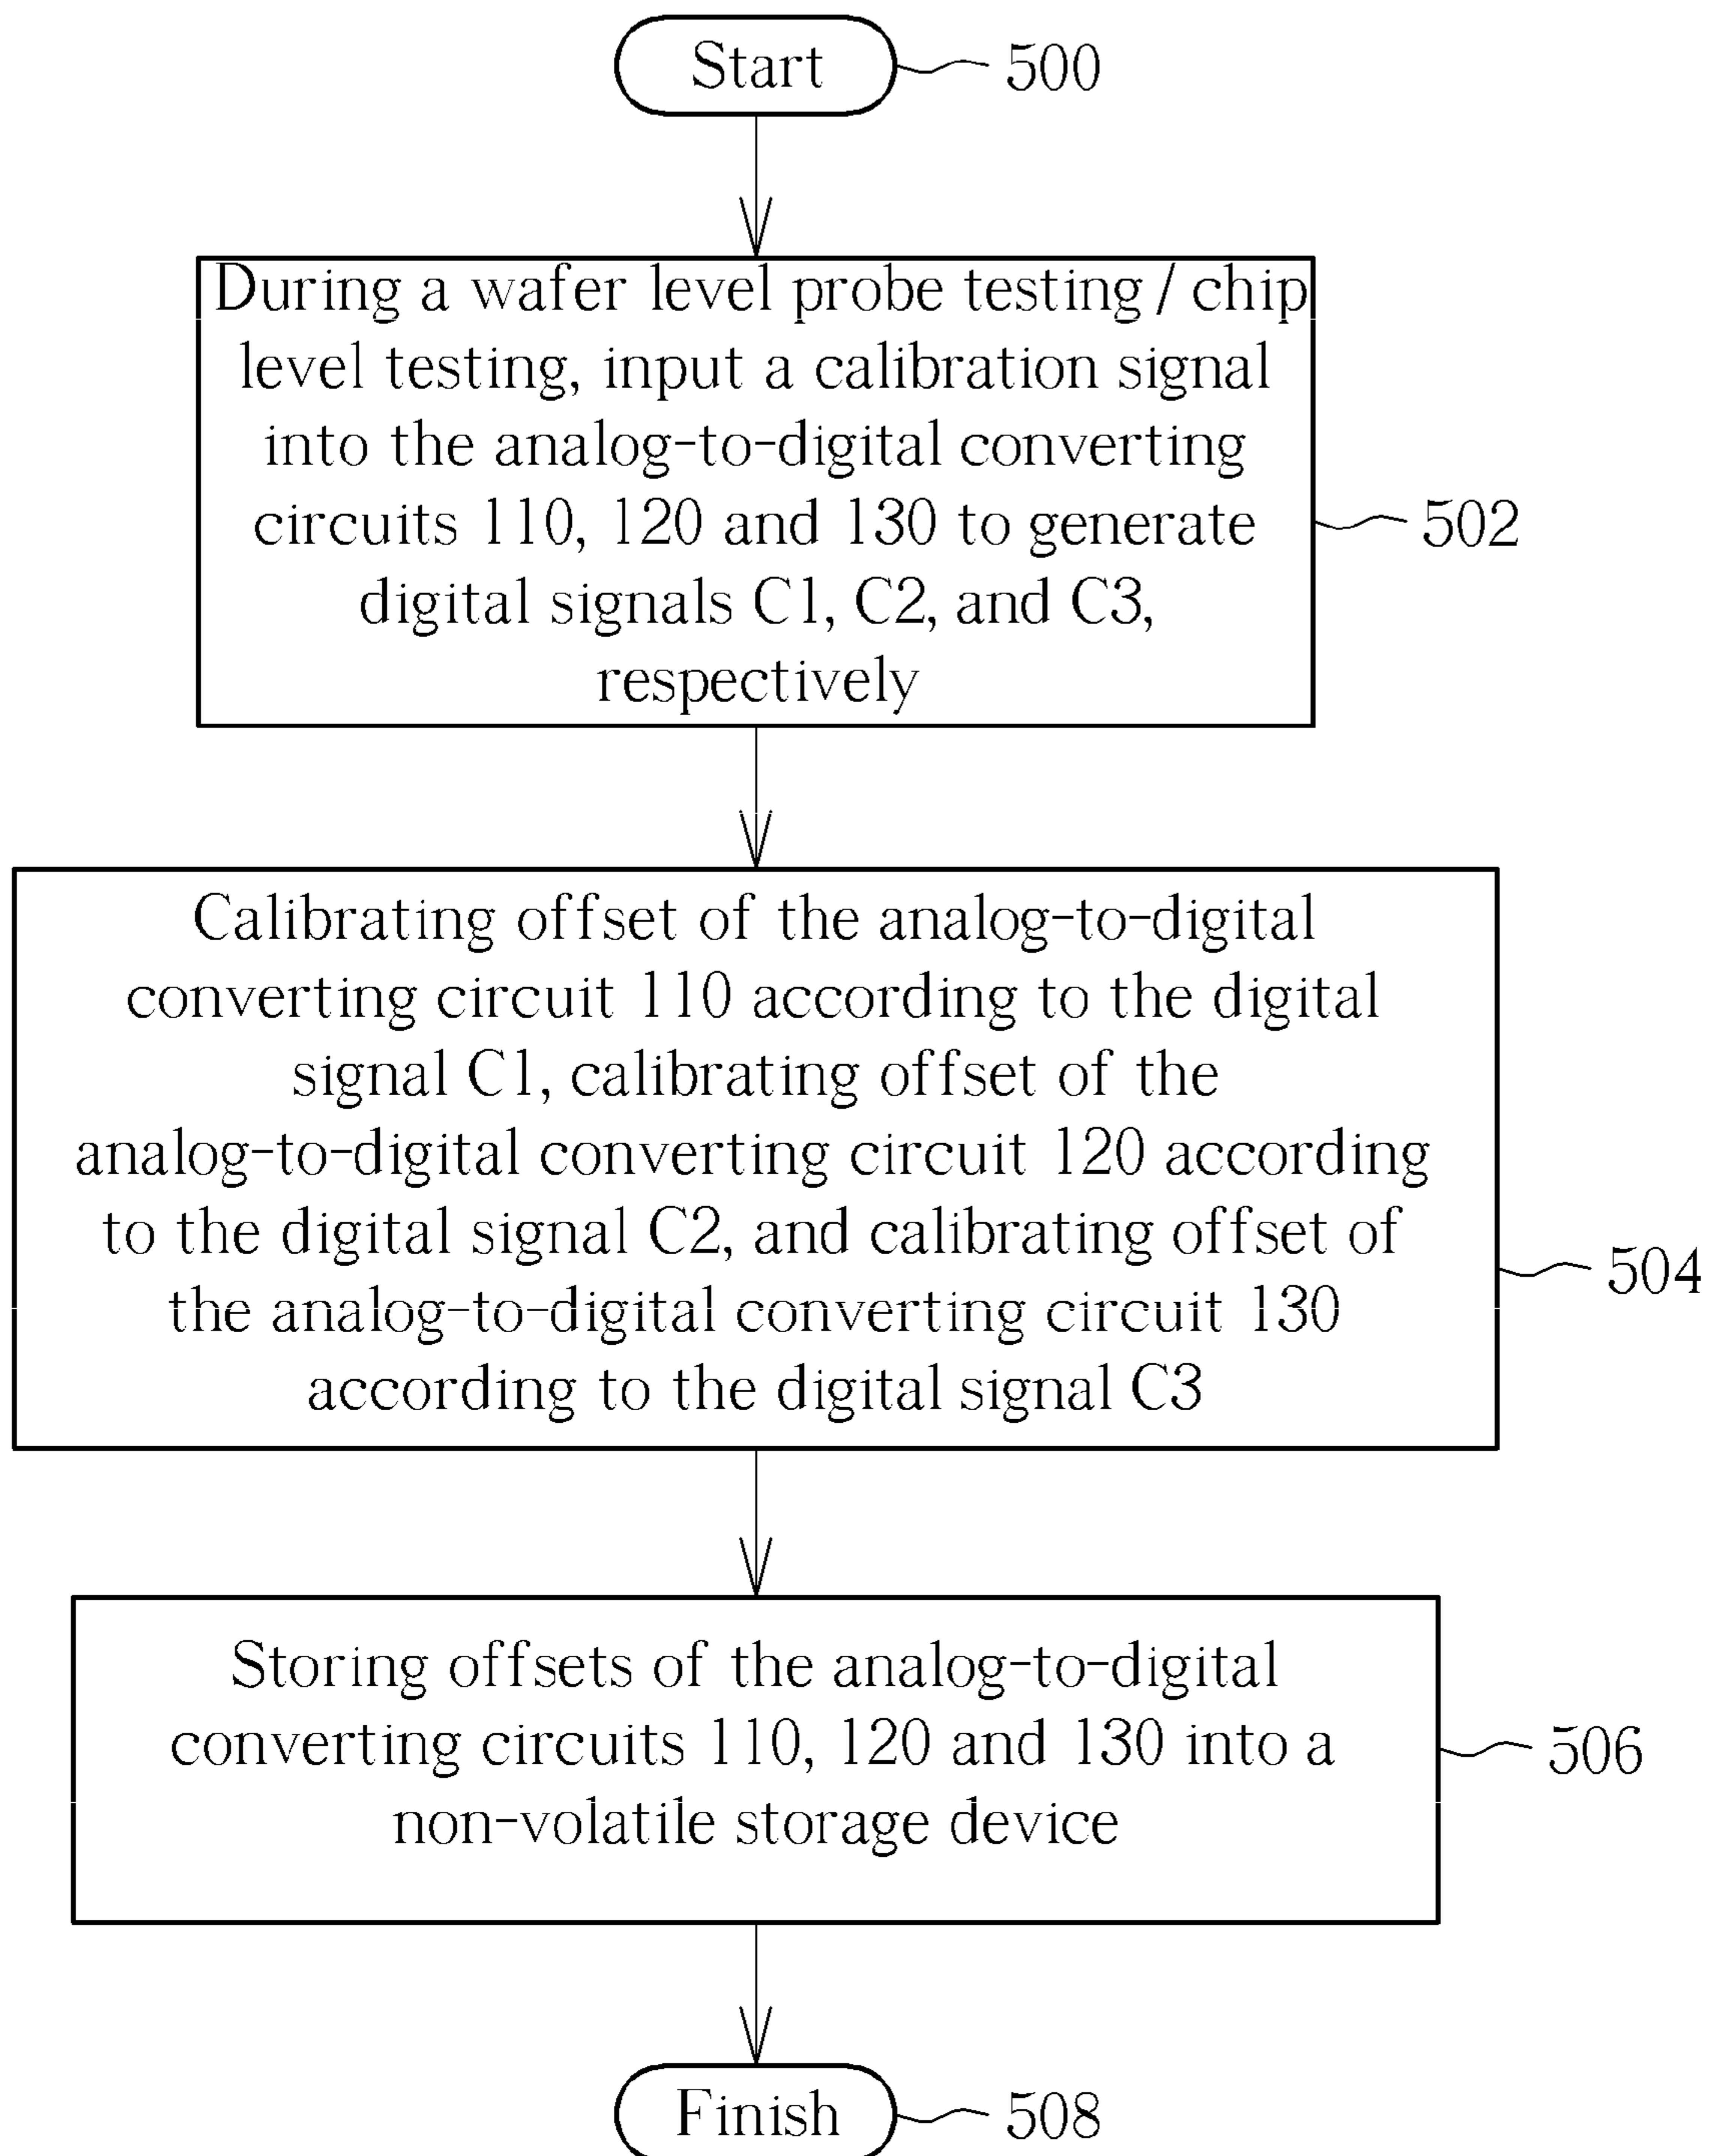 Start
500
During a wafer level probe testing / chip
level testing, input a calibration signal
into the analog-to-digital converting
circuits 110, 120 and 130 to generate
digital signals C1, C2, and C3,
respectively
502
Calibrating offset of the analog-to-digital
converting circuit 110 according to the digital
signal C1, calibrating offset of the
analog-to-digital converting circuit 120 according
to the digital signal C2, and calibrating offset of
the analog-to-digital converting circuit 130
according to the digital signal C3
504
Storing offsets of the analog-to-digital
converting circuits 110, 120 and 130 into a
non-volatile storage device
506
Finish
508